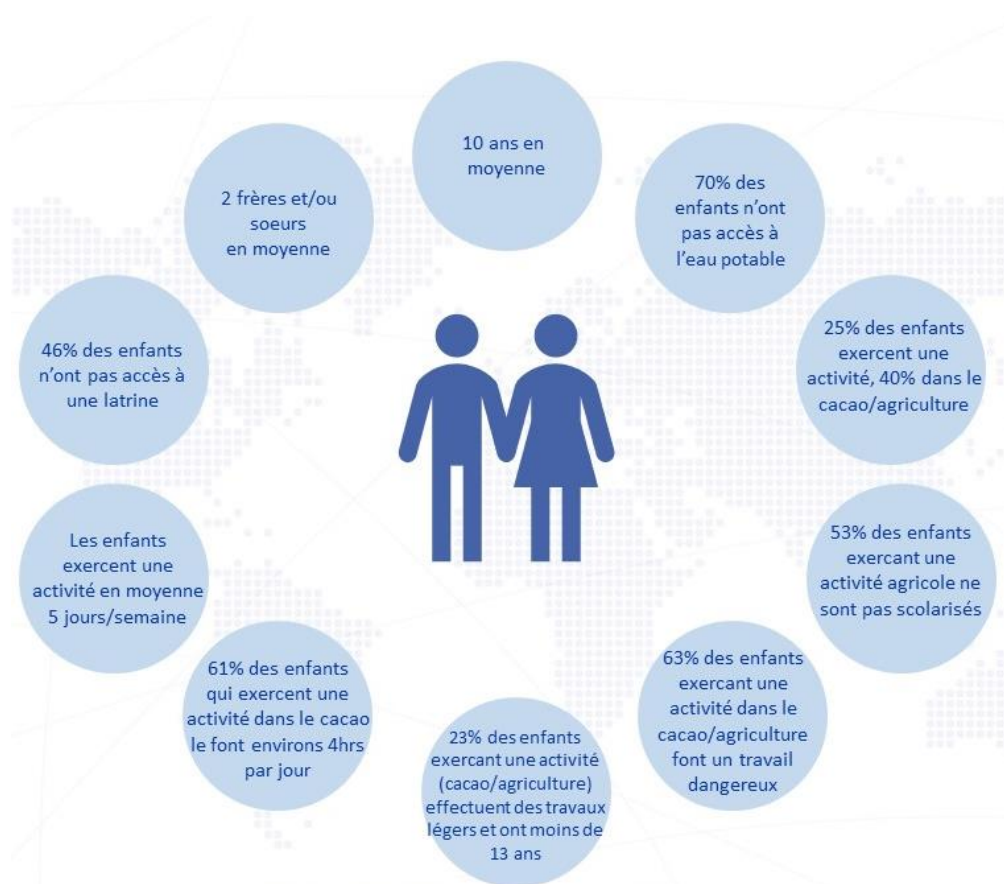 10 ans en
moyenne
70% des
enfants n'ont
pas accès à
l'eau potable
25% des enfants
exercent une
activité, 40% dans le
cacao/agriculture
53% des enfants
exercant une
activité agricole ne
sont pas scolarisés
63% des enfants
exercant une
activité dans le
cacao/agriculture
font un travail
dangereux
23% des enfants
exercant une activité
(cacao/agriculture)
effectuent des travaux
légers et ont moins de
13 ans
61% des enfants
qui exercent une
activité dans le cacao
le font environs 4hrs
par jour
Les enfants
exercent une
activité en moyenne
5 jours/semaine
46% des enfants
n'ont pas accès à
une latrine
2 frères et/ou
soeurs
en moyenne